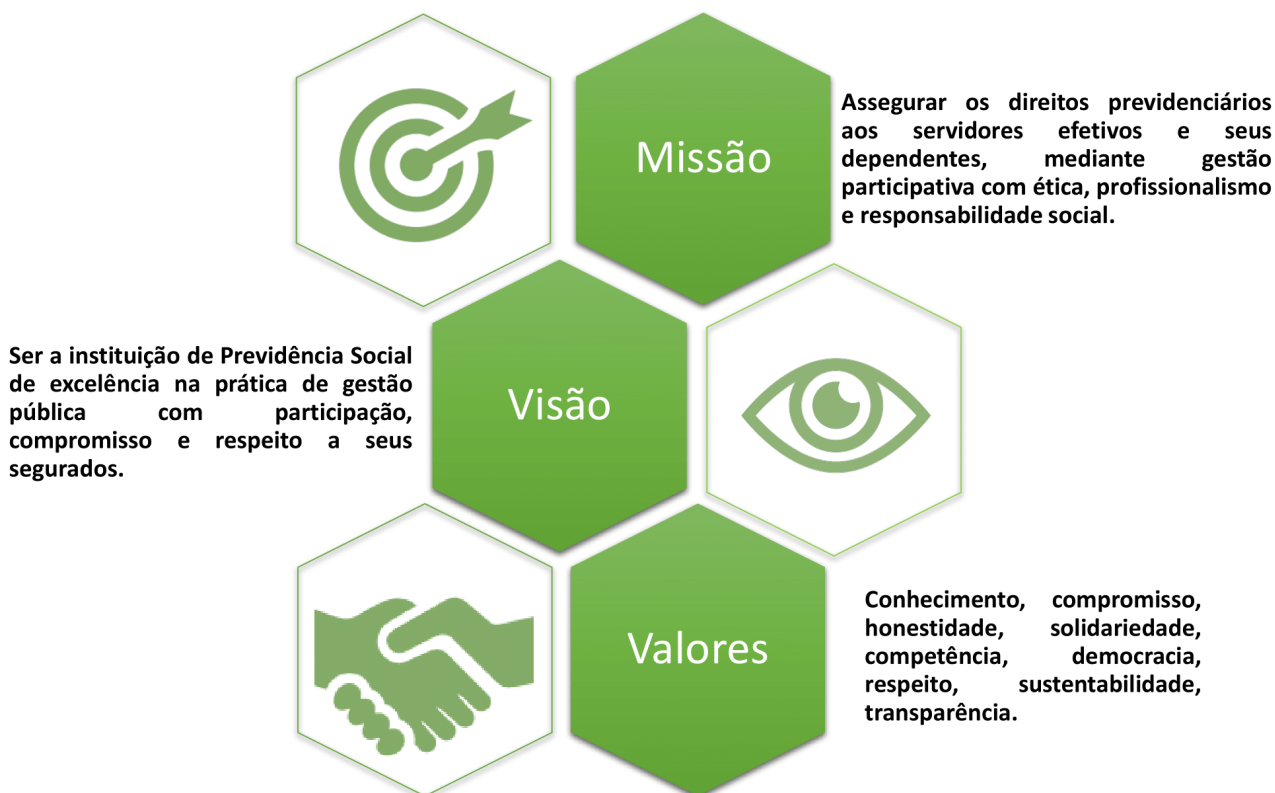 Missão
Assegurar os direitos previdenciários
aos servidores efetivos e seus
dependentes, mediante gestão
participativa com ética, profissionalismo
e responsabilidade social.
Visão
Ser a instituição de Previdência Social
de excelência na prática de gestão
pública com participação,
compromisso e respeito a seus
segurados.
Valores
Conhecimento, compromisso,
honestidade, solidariedade,
competência, democracia,
respeito, sustentabilidade,
transparência.